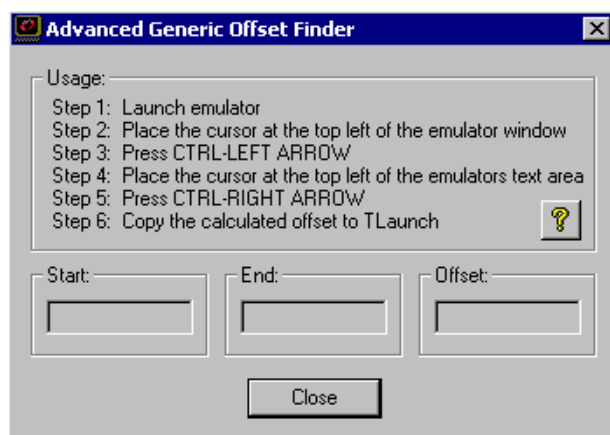 Advanced Generic Offset Finder
Usage:
Step 1: Launch emulator
Step 2: Place the cursor at the top left of the emulator window
Step 3: Press CTRL-LEFT ARROW
Step 4: Place the cursor at the top left of the emulators text area
Step 5: Press CTRL-RIGHT ARROW
Step 6: Copy the calculated offset to TLaunch
?
Start: End: Offset:
Close